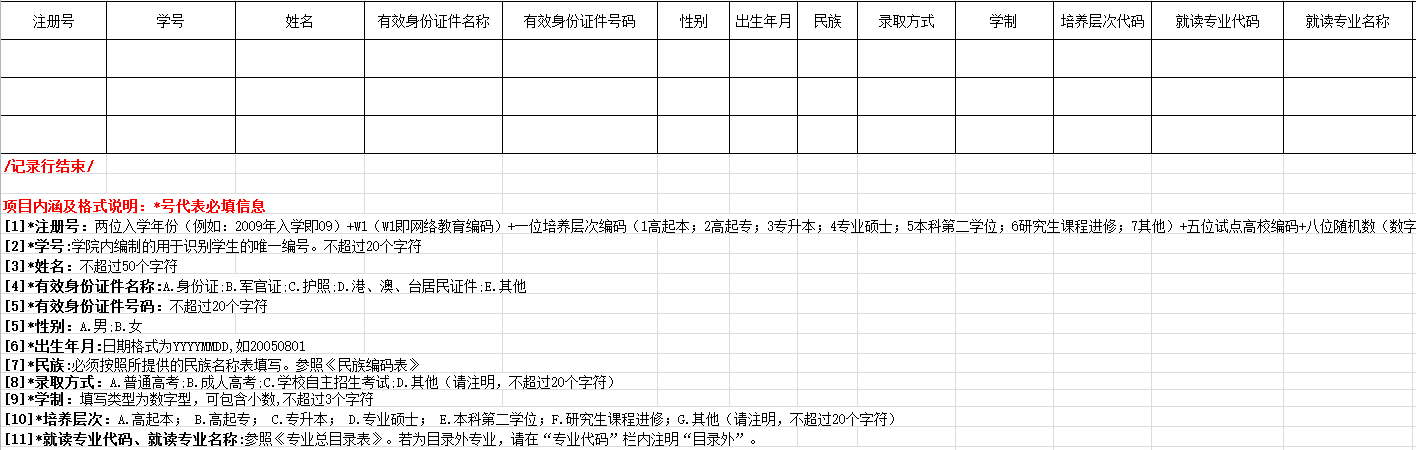 注册号 学号 姓名 有效身份证件名称 有效身份证件号码 性别 出生年月 民族 录取方式 学制 培养层次代码 就读专业代码 就读专业名称
/记录行结束/
项目内涵及格式说明：*号代表必填信息
[1]*注册号：两位入学年份（例如：2009年入学即09）+W1（W1即网络教育编码）+一位培养层次编码（1高起本；2高起专；3专升本；4专业硕士；5本科第二学位；6研究生课程进修；7其他）+五位试点高校编码+八位随机数（数字
[2]*学号:学院内编制的用于识别学生的唯一编号。不超过20个字符
[3]*姓名：不超过50个字符
[4]*有效身份证件名称:A.身份证;B.军官证;C.护照;D.港、澳、台居民证件;E.其他
[5]*有效身份证件号码：不超过20个字符
[5]*性别：A.男;B.女
[6]*出生年月:日期格式为YYYYMMDD,如20050801
[7]*民族:必须按照所提供的民族名称表填写。参照《民族编码表》
[8]*录取方式：A.普通高考;B.成人高考;C.学校自主招生考试;D.其他（请注明，不超过20个字符）
[9]*学制：填写类型为数字型，可包含小数,不超过3个字符
[10]*培养层次：A.高起本； B.高起专； C.专升本； D.专业硕士； E.本科第二学位；F.研究生课程进修；G.其他（请注明，不超过20个字符）
[11]*就读专业代码、就读专业名称:参照《专业总目录表》。若为目录外专业，请在“专业代码”栏内注明“目录外”。